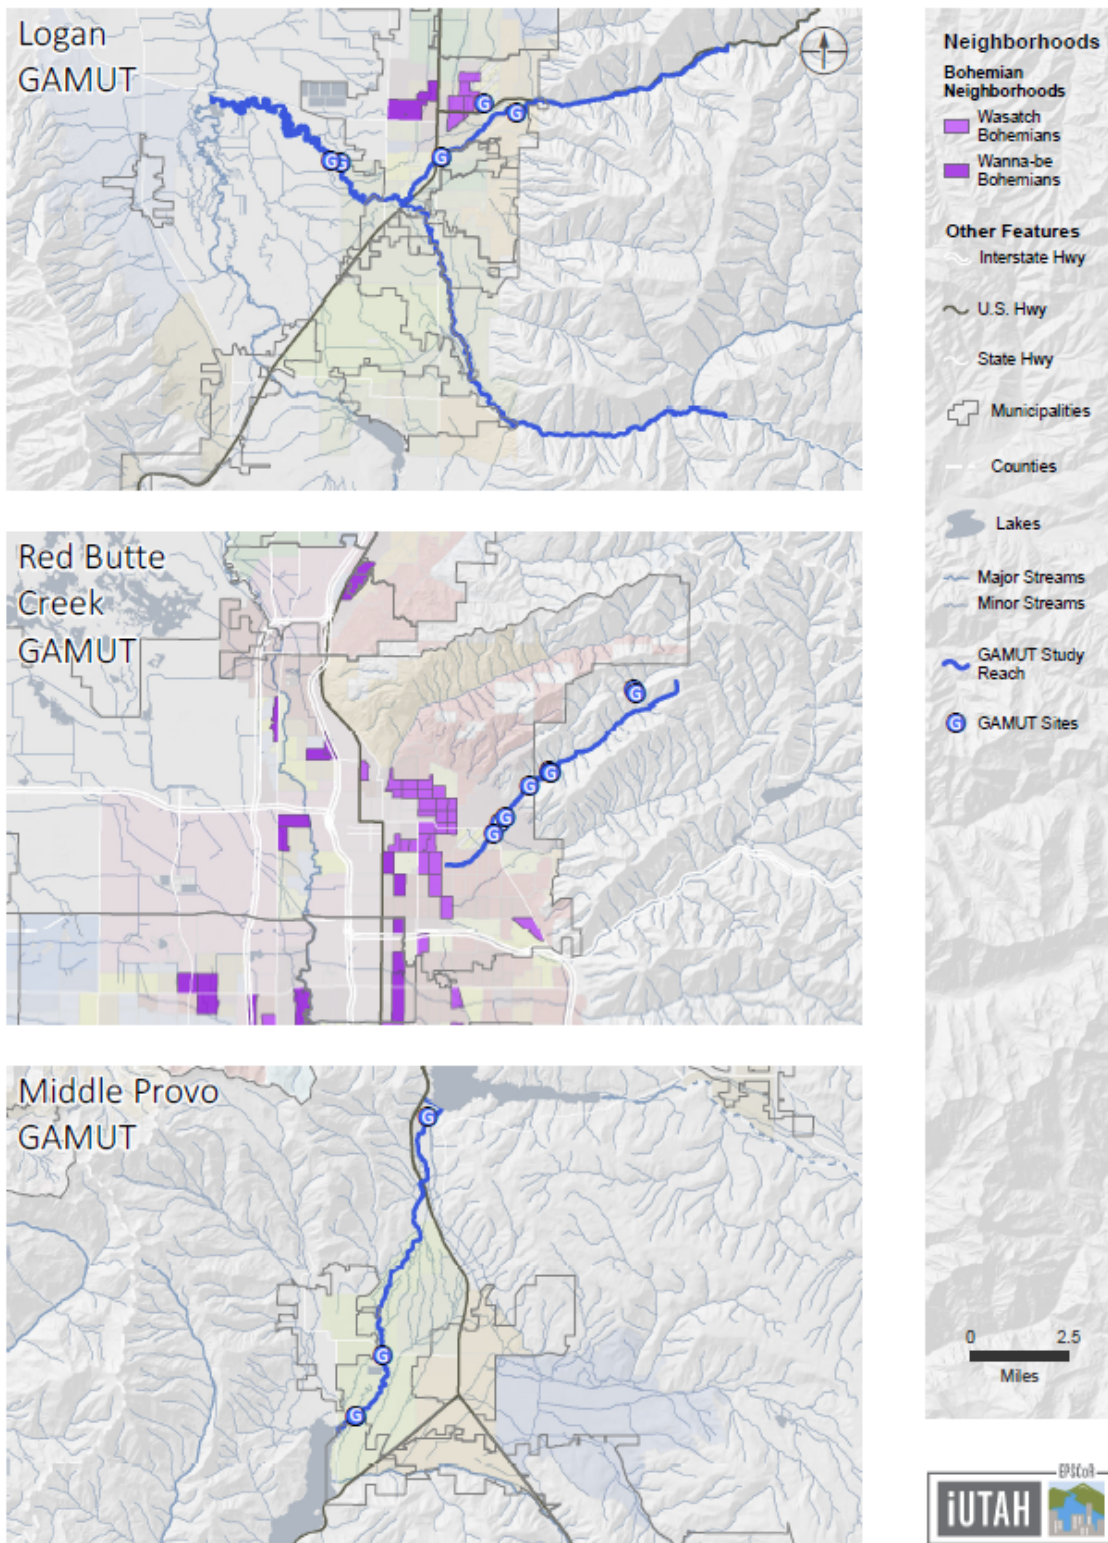 Logan
GAMUT
G
G
G
G
G
Red Butte
Creek
GAMUT
G
G
G
G
G
Middle Provo
GAMUT
G
G
G
Neighborhoods
Bohemian
Neighborhoods
Wasatch
Bohemians
Wanna-be
Bohemians
Other Features
Interstate Hwy
U.S. Hwy
State Hwy
Municipalities
Counties
Lakes
Major Streams
Minor Streams
GAMUT Study
Reach
G GAMUT Sites
0 2.5
Miles
EPSCoR
iUTAH